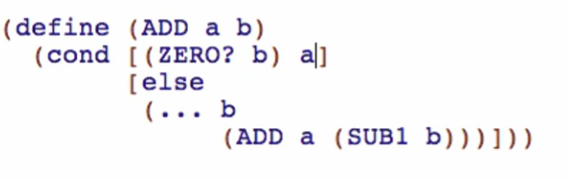 (define (ADD a b)
(cond [(ZERO? b) a]
[else
(... b
(ADD a (SUB1 b)))]))